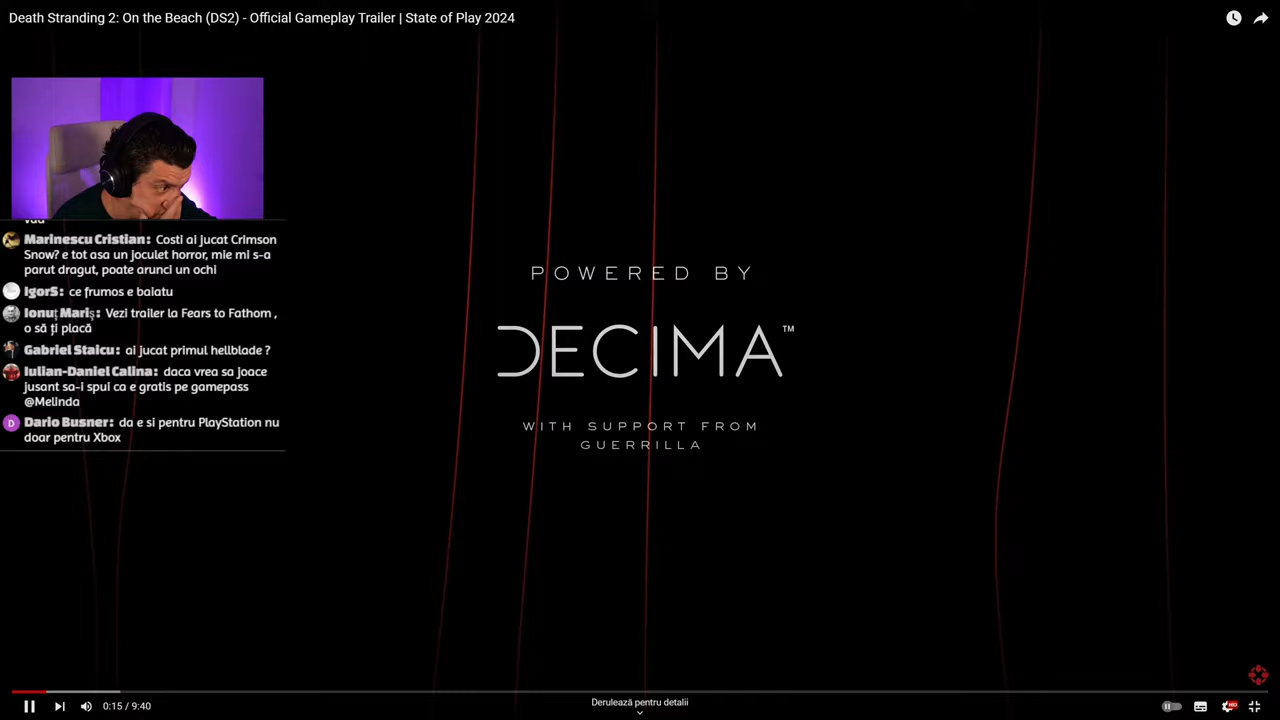 Death Stranding 2: On the Beach (DS2) - Official Gameplay Trailer | State of Play 2024
Marinescu Cristian: Costi ai jucat Crimson
Snow? e tot asa un joculet horror, mie mi s-a
parut dragut, poate arunci un ochi
IgorS: ce frumos e baiatu
Ionuț Mariș: Vezi trailer la Fears to Fathom ,
o să ți placă
Gabriel Staicu: ai jucat primul hellblade ?
Iulian-Daniel Calina: daca vrea sa joace
jusant sa-i spui ca e gratis pe gamepass
@Melinda
D Dario Busner: da e si pentru PlayStation nu
doar pentru Xbox
POWERED BY
DECIMA™
WITH SUPPORT FROM
GUERRILLA
Derulează pentru detalii
0:15 / 9:40
HD